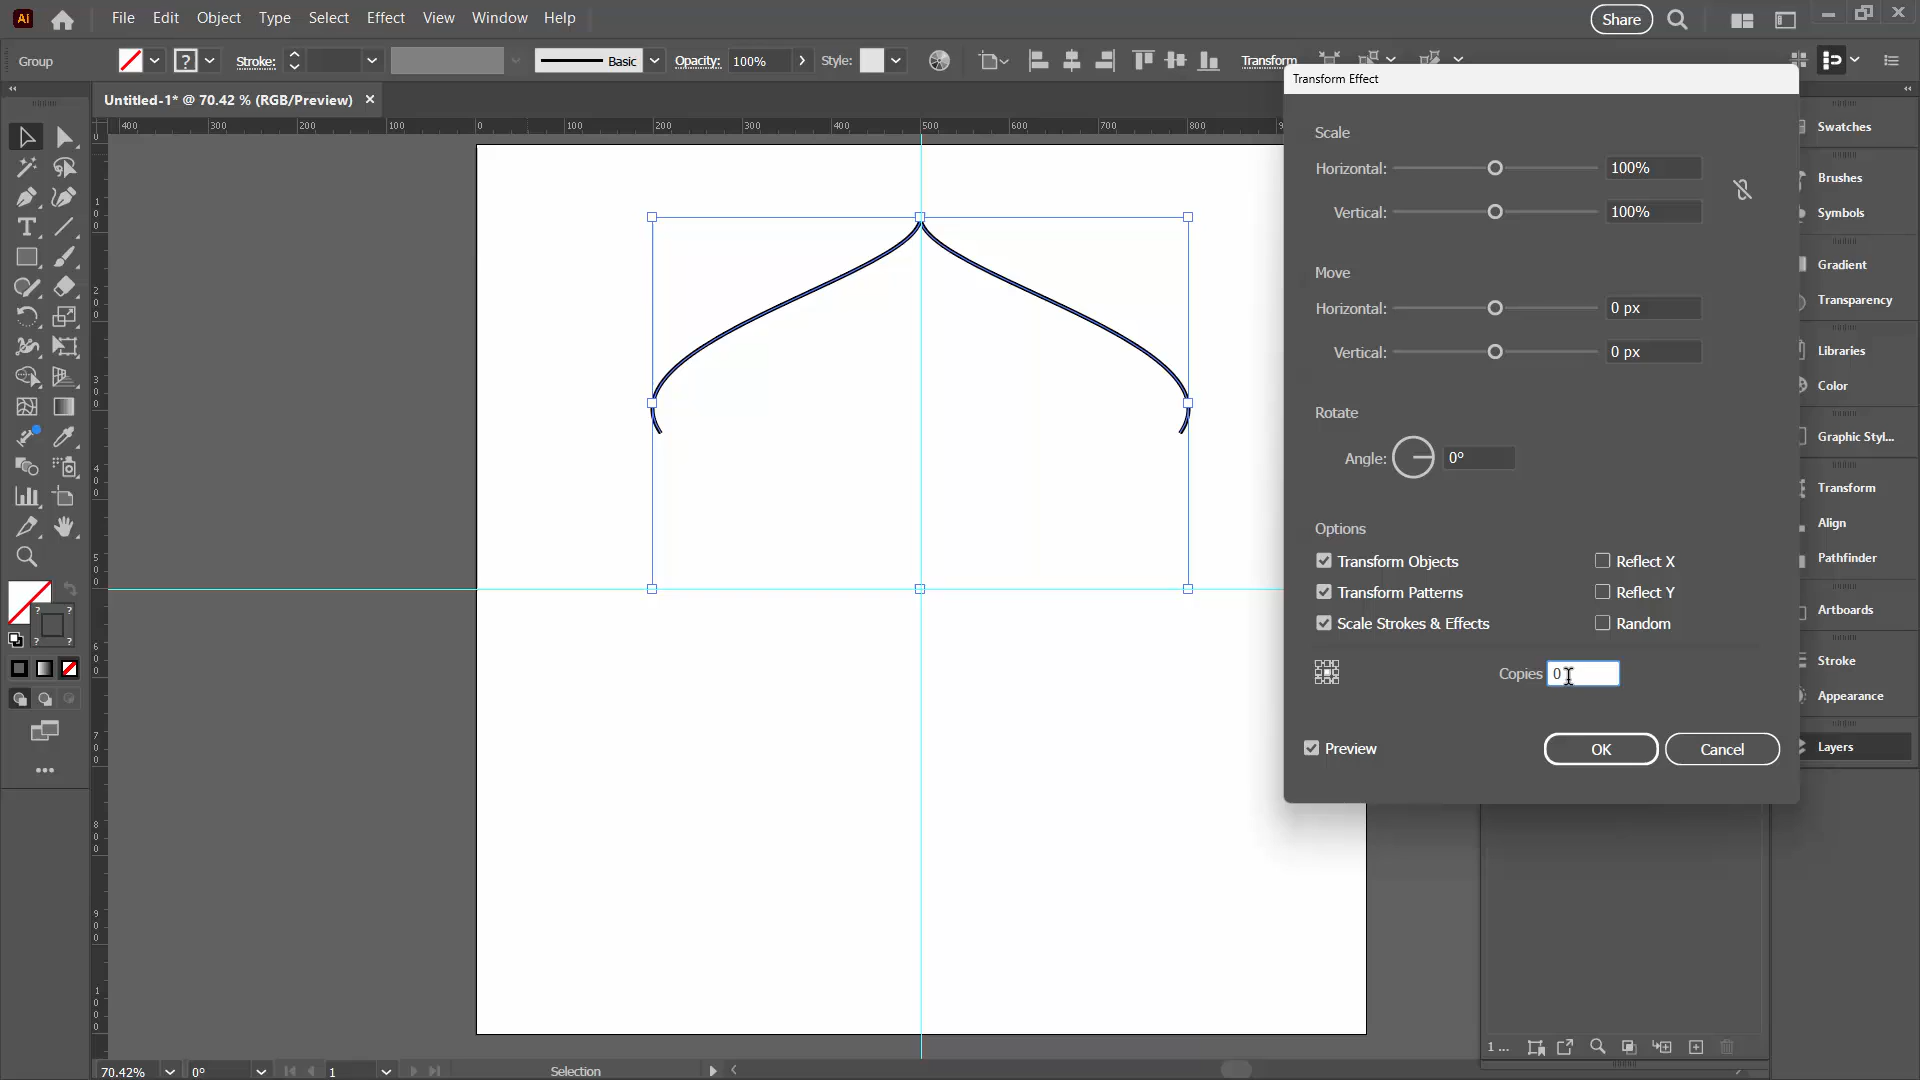 Ai File Edit Object Type Select Effect View Window Help Share
Group ? Stroke: Basic Opacity: 100% Style: Transform
Transform Effect
Untitled-1* @ 70.42 % (RGB/Preview) ×
400 300 200 100 0 100 200 300 400 500 600 700 800 9
Scale
Horizontal: 100%
Vertical: 100%
Move
Horizontal: 0 px
Vertical: 0 px
Rotate
Angle: 0°
Options
Transform Objects Reflect X
Transform Patterns Reflect Y
Scale Strokes & Effects Random
Copies 0
Preview OK Cancel
Swatches
Brushes
Symbols
Gradient
Transparency
Libraries
Color
Graphic Styl...
Transform
Align
Pathfinder
Artboards
Stroke
Appearance
Layers
1 ...
70.42% 0° 1 Selection